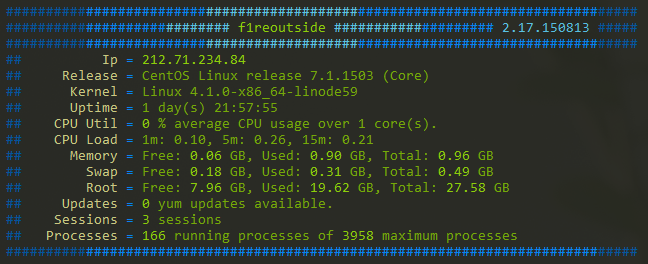 ##############################################################################
########################### f1reoutside #################### 2.17.150813 #####
##############################################################################
## Ip = 212.71.234.84
## Release = CentOS Linux release 7.1.1503 (Core)
## Kernel = Linux 4.1.0-x86_64-linode59
## Uptime = 1 day(s) 21:57:55
## CPU Util = 0 % average CPU usage over 1 core(s).
## CPU Load = 1m: 0.10, 5m: 0.26, 15m: 0.21
## Memory = Free: 0.06 GB, Used: 0.90 GB, Total: 0.96 GB
## Swap = Free: 0.18 GB, Used: 0.31 GB, Total: 0.49 GB
## Root = Free: 7.96 GB, Used: 19.62 GB, Total: 27.58 GB
## Updates = 0 yum updates available.
## Sessions = 3 sessions
## Processes = 166 running processes of 3958 maximum processes
##############################################################################